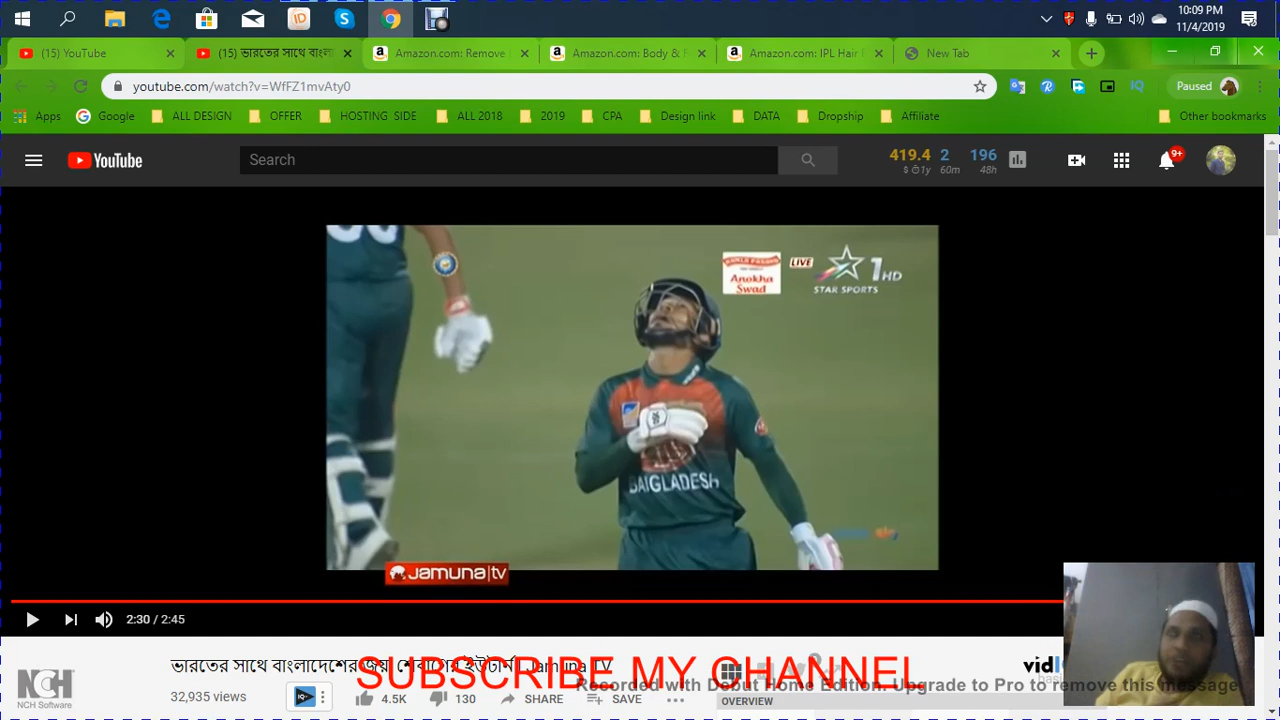 10:09 PM
11/4/2019
(15) YouTube
(15) ভারতের সাথে বাংলা
Amazon.com: Remove
Amazon.com: Body & F
Amazon.com: IPL Hair
New Tab
youtube.com/watch?v=WfFZ1mvAty0
Paused
Apps
Google
ALL DESIGN
OFFER
HOSTING SIDE
ALL 2018
2019
CPA
Design link
DATA
Dropship
Affiliate
Other bookmarks
YouTube
Search
419.4 2 196
$ 1y 60m 48h
9+
Anokha
Swad
LIVE
1HD
STAR SPORTS
BANGLADESH
Jamuna|tv
2:30 / 2:45
ভারতের সাথে বাংলাদেশের জয়, শেবাগের ইউটার্ন। Jamuna TV
SUBSCRIBE MY CHANNEL
Recorded with Debut Home Edition. Upgrade to Pro to remove this message
NCH
NCH Software
32,935 views
4.5K
130
SHARE
SAVE
OVERVIEW